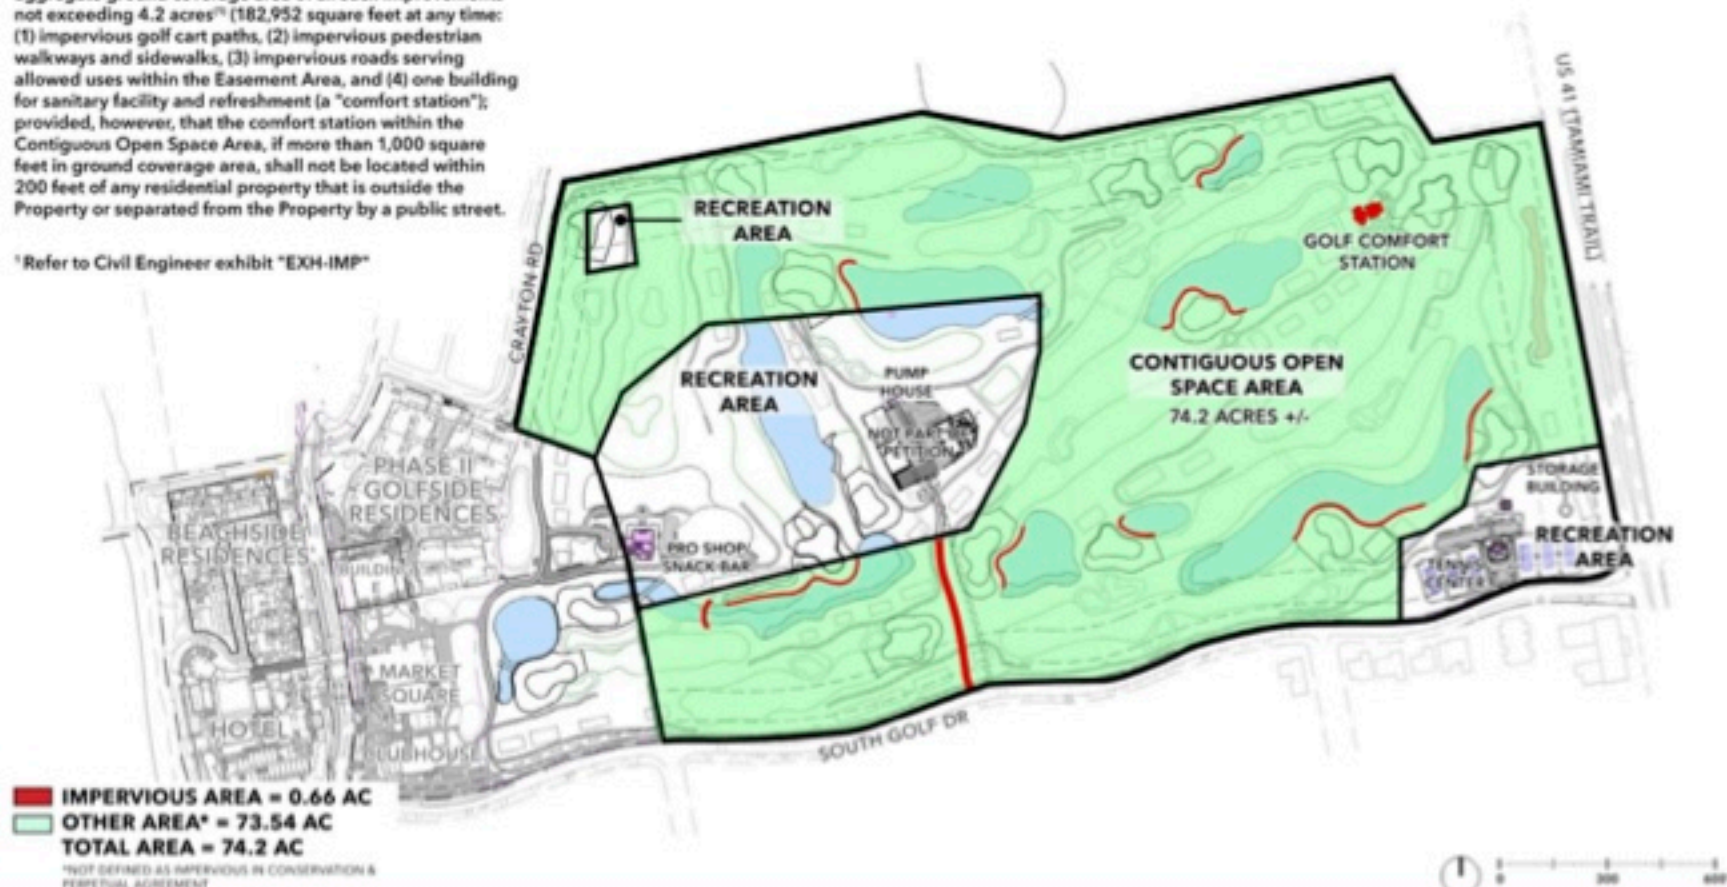 not exceeding 4.2 acres⁽¹⁾ (182,952 square feet at any time:
(1) impervious golf cart paths, (2) impervious pedestrian
walkways and sidewalks, (3) impervious roads serving
allowed uses within the Easement Area, and (4) one building
for sanitary facility and refreshment (a "comfort station");
provided, however, that the comfort station within the
Contiguous Open Space Area, if more than 1,000 square
feet in ground coverage area, shall not be located within
200 feet of any residential property that is outside the
Property or separated from the Property by a public street.
¹Refer to Civil Engineer exhibit "EXH-IMP"
US 41 (TAMIAMI TRAIL)
RECREATION
AREA
GOLF COMFORT
STATION
CRAYTON RD
RECREATION
AREA
PUMP
HOUSE
CONTIGUOUS OPEN
SPACE AREA
74.2 ACRES +/-
NOT PART OF
PETITION
PHASE II
GOLFSIDE
RESIDENCES
STORAGE
BUILDING
BEACHSIDE
RESIDENCES
PRO SHOP/
SNACK BAR
RECREATION
AREA
BUILDING
E
TENNIS
CENTER
MARKET
SQUARE
HOTEL
CLUBHOUSE
SOUTH GOLF DR
IMPERVIOUS AREA = 0.66 AC
OTHER AREA* = 73.54 AC
TOTAL AREA = 74.2 AC
*NOT DEFINED AS IMPERVIOUS IN CONSERVATION &
PERPETUAL AGREEMENT
0 300 600